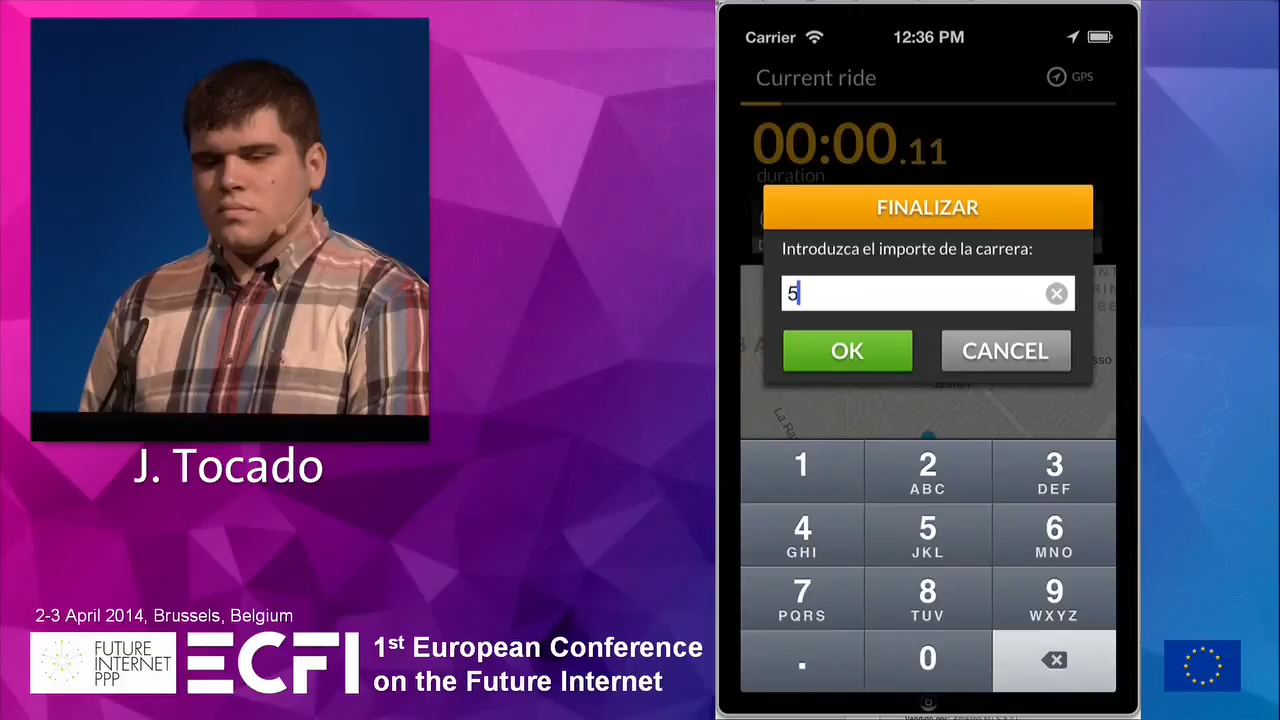 J. Tocado
2-3 April 2014, Brussels, Belgium
FUTURE
INTERNET
PPP
ECFI
1st European Conference
on the Future Internet
Carrier
12:36 PM
Current ride
GPS
00:00.11
duration
FINALIZAR
Introduzca el importe de la carrera:
5
OK
CANCEL
La Ra
1
2
ABC
3
DEF
4
GHI
5
JKL
6
MNO
7
PQRS
8
TUV
9
WXYZ
.
0